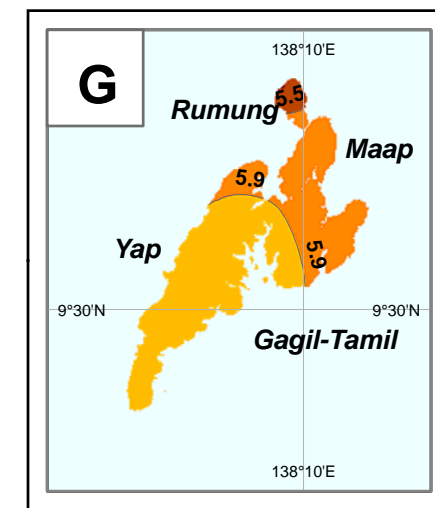 138°10'E
G
5.5
Rumung
Maap
5.9
Yap
5.9
9°30'N
9°30'N
Gagil-Tamil
138°10'E